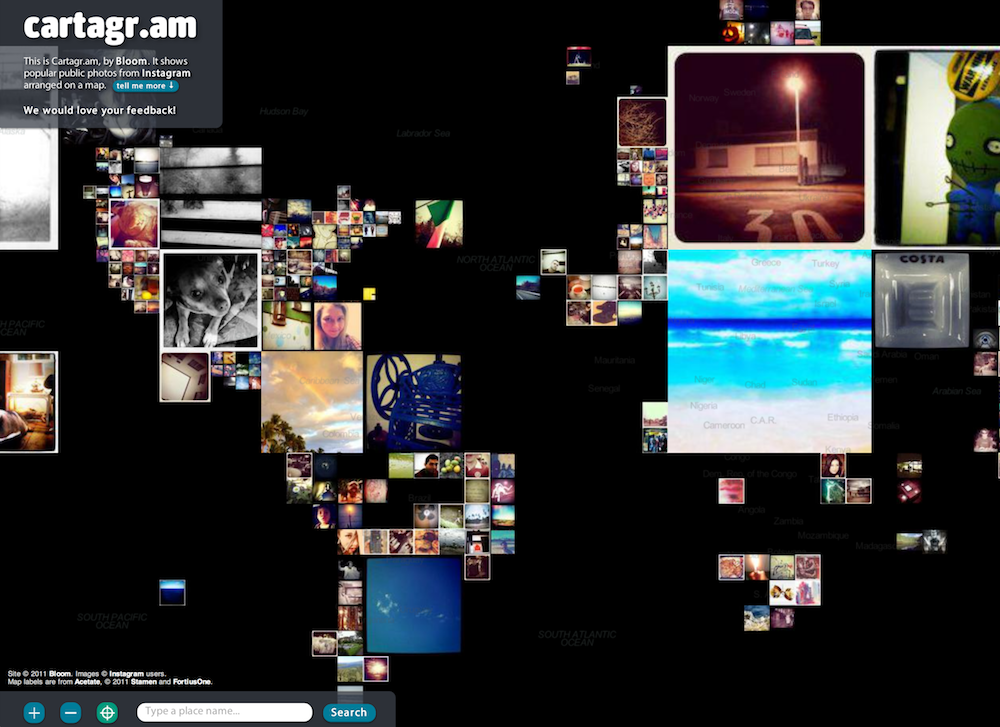 cartagr.am
This is Cartagr.am, by Bloom. It shows
popular public photos from Instagram
arranged on a map. tell me more ↓
We would love your feedback!
Hudson Bay
Labrador Sea
Norway Sweden
NORTH ATLANTIC
OCEAN
COSTA
30
Greece Turkey
Tunisia
Mauritania
Senegal
Niger Chad Sudan
Nigeria
C.A.R. Ethiopia
Cameroon
Saudi Arabia Oman
Arabian Sea
Somalia
Colombia
Brazil
Dem. Rep. of the Congo
Angola
Zambia
Mozambique
SOUTH PACIFIC
OCEAN
SOUTH ATLANTIC
OCEAN
Site © 2011 Bloom. Images © Instagram users.
Map labels are from Acetate, © 2011 Stamen and FortiusOne.
+ − Type a place name... Search